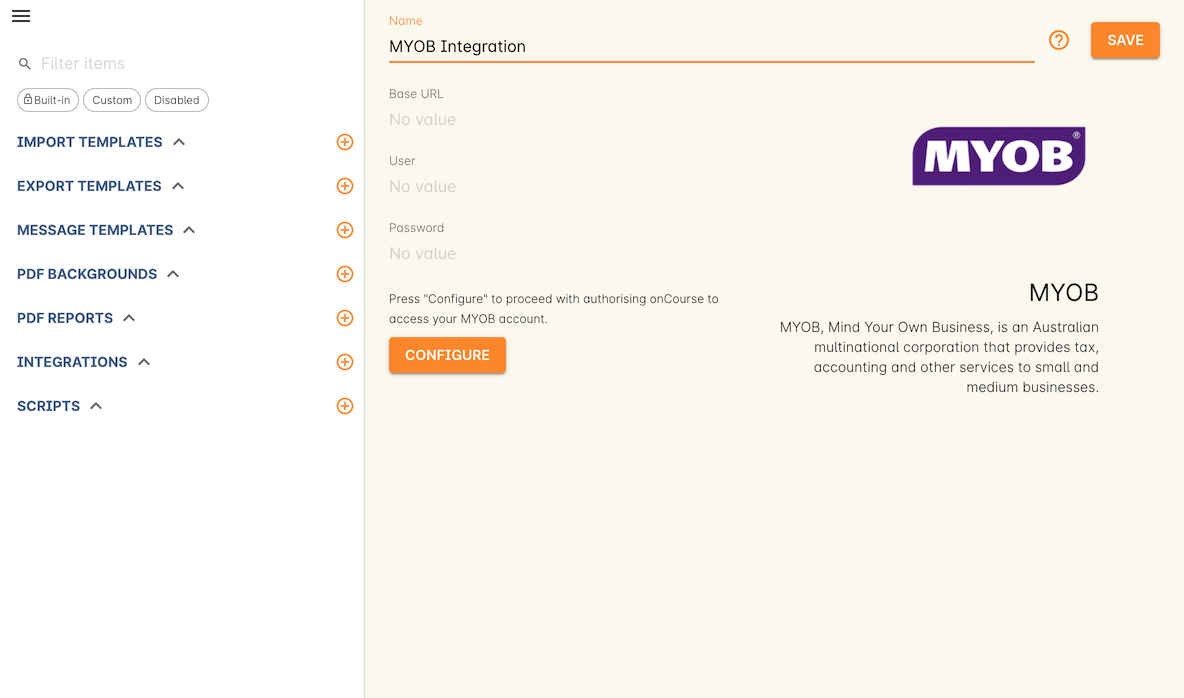 Filter items
Built-in
Custom
Disabled
IMPORT TEMPLATES
EXPORT TEMPLATES
MESSAGE TEMPLATES
PDF BACKGROUNDS
PDF REPORTS
INTEGRATIONS
SCRIPTS
Name
MYOB Integration
?
SAVE
Base URL
No value
User
No value
Password
No value
Press "Configure" to proceed with authorising onCourse to
access your MYOB account.
CONFIGURE
MYOB®
MYOB
MYOB, Mind Your Own Business, is an Australian
multinational corporation that provides tax,
accounting and other services to small and
medium businesses.